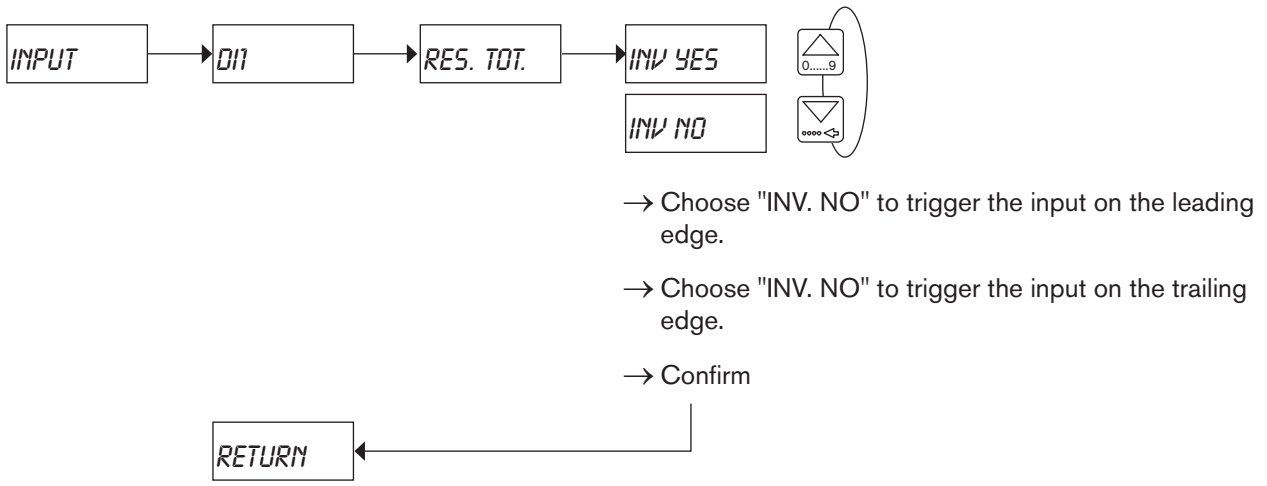 INPUT
DI1
RES. TOT.
INV YES
0......9
INV NO
→ Choose "INV. NO" to trigger the input on the leading
edge.
→ Choose "INV. NO" to trigger the input on the trailing
edge.
→ Confirm
RETURN